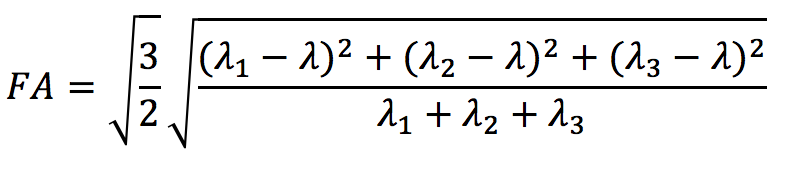 FA = √(3/2) √(((λ₁ − λ)² + (λ₂ − λ)² + (λ₃ − λ)²)/(λ₁ + λ₂ + λ₃))